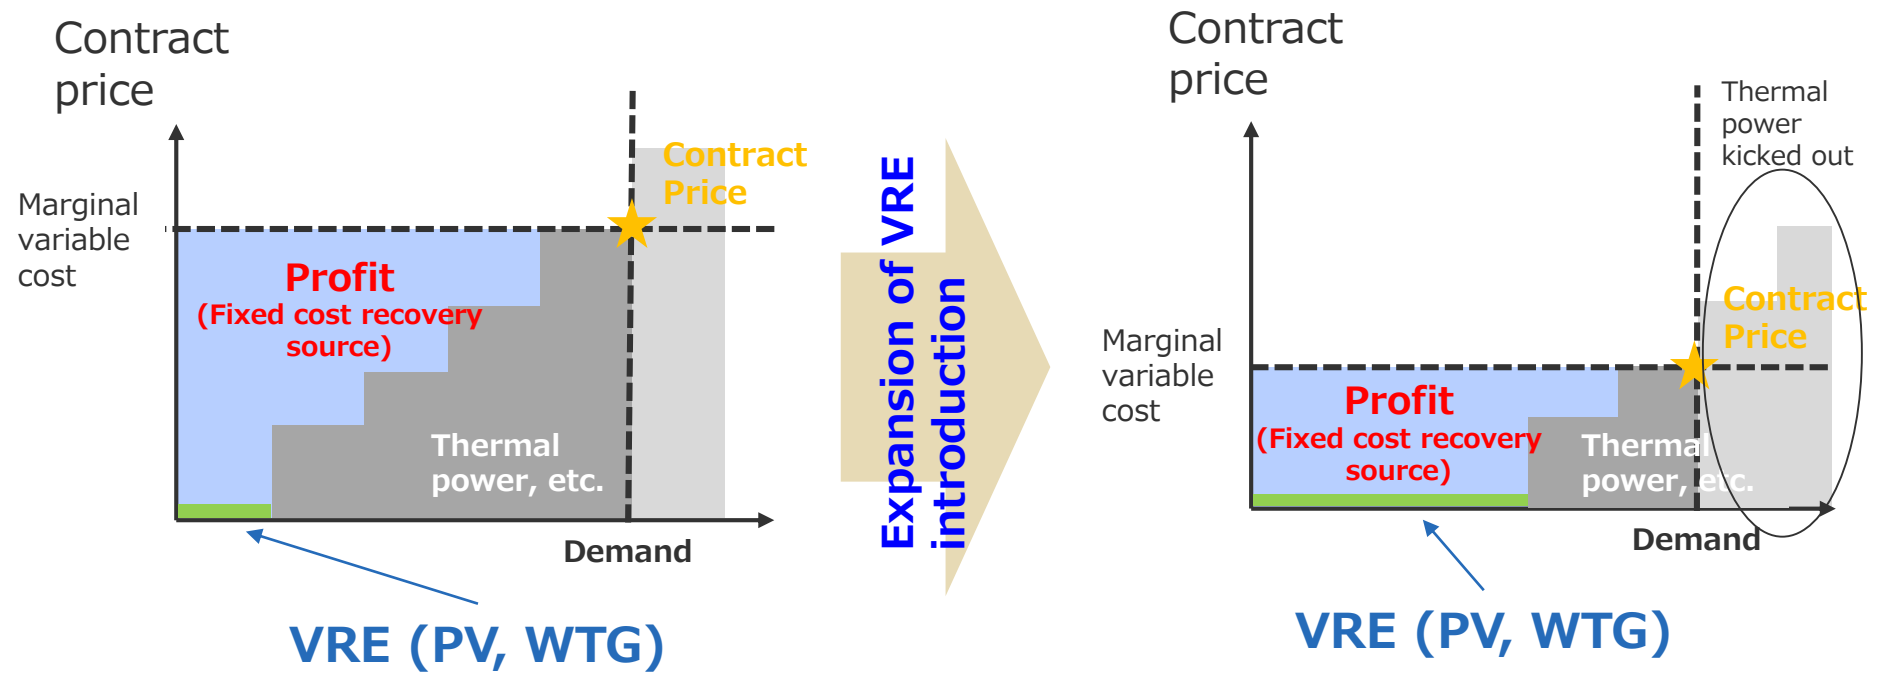 Contract
price
Contract
Price
Marginal
variable
cost
Profit
(Fixed cost recovery
source)
Thermal
power, etc.
Demand
VRE (PV, WTG)
Expansion of VRE
introduction
Contract
price
Thermal
power
kicked out
Contract
Price
Marginal
variable
cost
Profit
(Fixed cost recovery
source)
Thermal
power, etc.
Demand
VRE (PV, WTG)